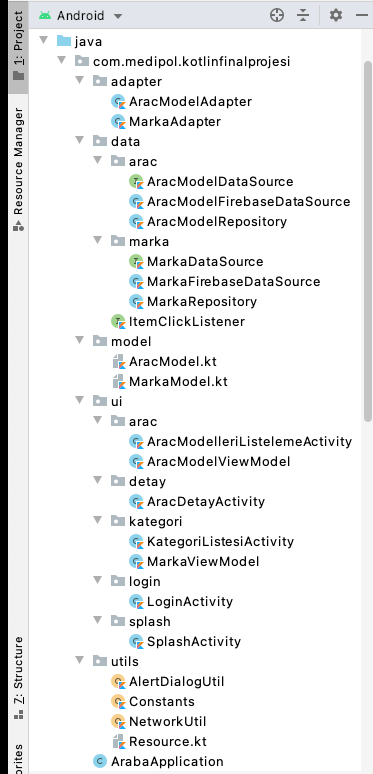 Android
1: Project
java
com.medipol.kotlinfinalprojesi
adapter
AracModelAdapter
MarkaAdapter
Resource Manager
data
arac
AracModelDataSource
AracModelFirebaseDataSource
AracModelRepository
marka
MarkaDataSource
MarkaFirebaseDataSource
MarkaRepository
ItemClickListener
model
AracModel.kt
MarkaModel.kt
ui
arac
AracModelleriListelemeActivity
AracModelViewModel
detay
AracDetayActivity
kategori
KategoriListesiActivity
MarkaViewModel
login
LoginActivity
splash
SplashActivity
7: Structure
utils
AlertDialogUtil
Constants
NetworkUtil
Resource.kt
orites
ArabaApplication